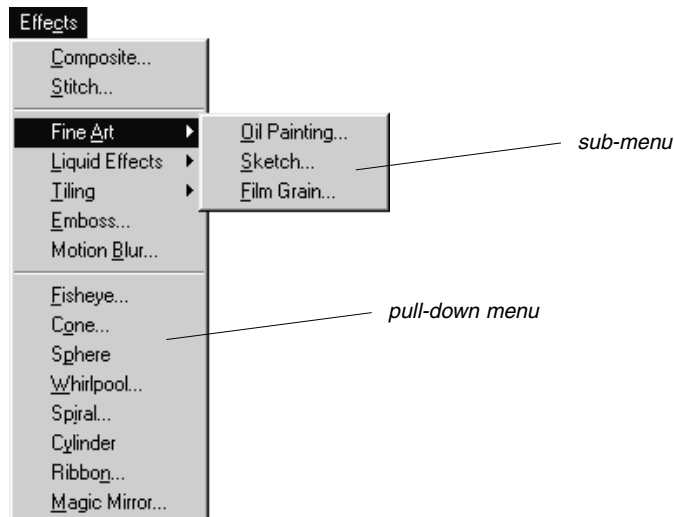 Effects
Composite...
Stitch...
Fine Art
Liquid Effects
Tiling
Emboss...
Motion Blur...
Fisheye...
Cone...
Sphere
Whirlpool...
Spiral...
Cylinder
Ribbon...
Magic Mirror...
Oil Painting...
Sketch...
Film Grain...
sub-menu
pull-down menu